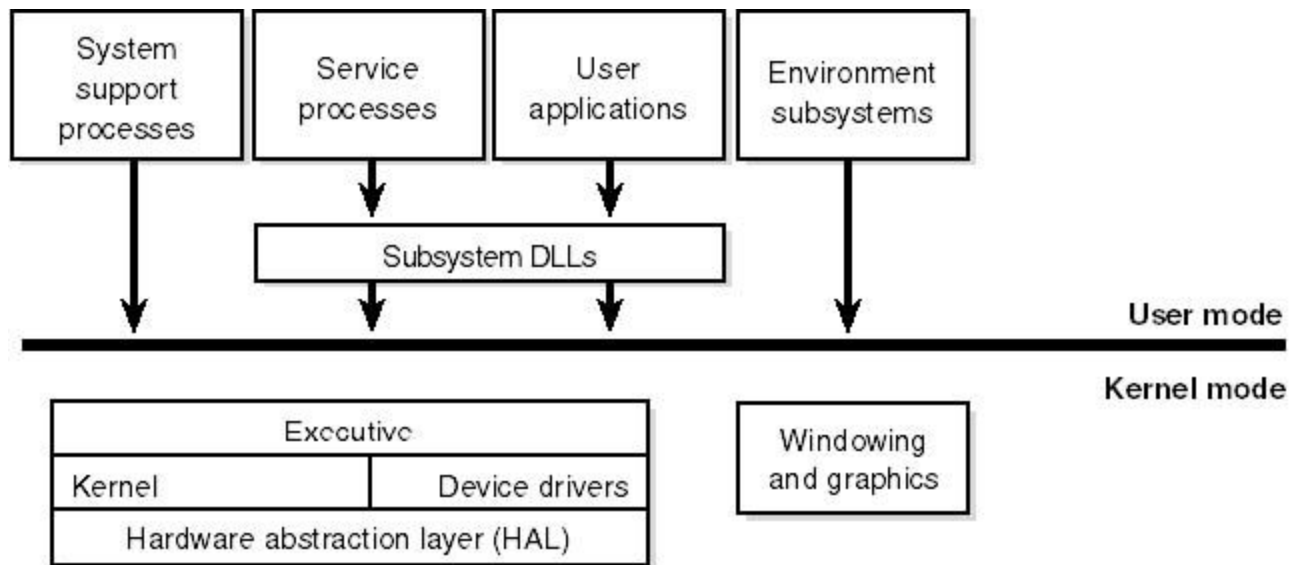 System
support
processes
Service
processes
User
applications
Environment
subsystems
Subsystem DLLs
User mode
Kernel mode
Executive
Kernel
Device drivers
Hardware abstraction layer (HAL)
Windowing
and graphics